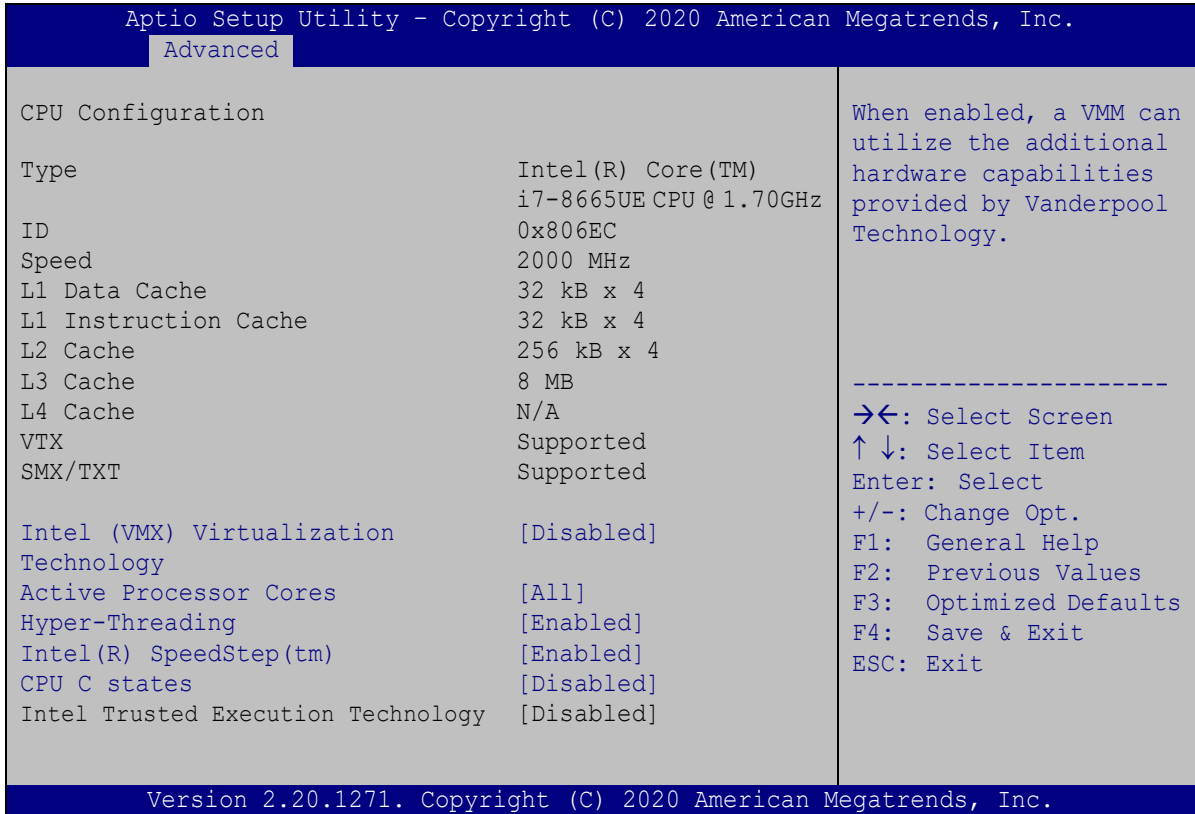 Aptio Setup Utility – Copyright (C) 2020 American Megatrends, Inc.
Advanced
CPU Configuration
Type Intel(R) Core(TM)
i7-8665UE CPU @ 1.70GHz
ID 0x806EC
Speed 2000 MHz
L1 Data Cache 32 kB x 4
L1 Instruction Cache 32 kB x 4
L2 Cache 256 kB x 4
L3 Cache 8 MB
L4 Cache N/A
VTX Supported
SMX/TXT Supported
Intel (VMX) Virtualization [Disabled]
Technology
Active Processor Cores [All]
Hyper-Threading [Enabled]
Intel(R) SpeedStep(tm) [Enabled]
CPU C states [Disabled]
Intel Trusted Execution Technology [Disabled]
When enabled, a VMM can
utilize the additional
hardware capabilities
provided by Vanderpool
Technology.
----------------------
→←: Select Screen
↑ ↓: Select Item
Enter: Select
+/-: Change Opt.
F1: General Help
F2: Previous Values
F3: Optimized Defaults
F4: Save & Exit
ESC: Exit
Version 2.20.1271. Copyright (C) 2020 American Megatrends, Inc.